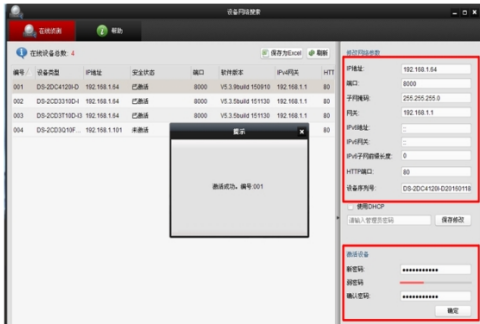 设备网络搜索
在线侦测
帮助
在线设备总数: 4
保存为Excel
刷新
编号 设备类型 IP地址 安全状态 端口 软件版本 IPv4网关 HTT
001 DS-2DC4120I-D 192.168.1.64 已激活 8000 V5.3.9build 150910 192.168.1.1 80
002 DS-2CD3310D-I 192.168.1.64 已激活 8000 V5.3.5build 151130 192.168.1.1 80
003 DS-2CD3710D-I3 192.168.1.64 已激活 8000 V5.3.5build 151130 192.168.1.1 80
004 DS-2CD3Q10F... 192.168.1.101 未激活 80
提示
激活成功。编号:001
修改网络参数
IP地址: 192.168.1.64
端口: 8000
子网掩码: 255.255.255.0
网关: 192.168.1.1
IPv6地址: ::
IPv6网关: ::
IPv6子网前缀长度: 0
HTTP端口: 80
设备序列号: DS-2DC4120I-D20160118
使用DHCP
请输入管理员密码
保存修改
激活设备
新密码:
弱密码
确认密码:
确定